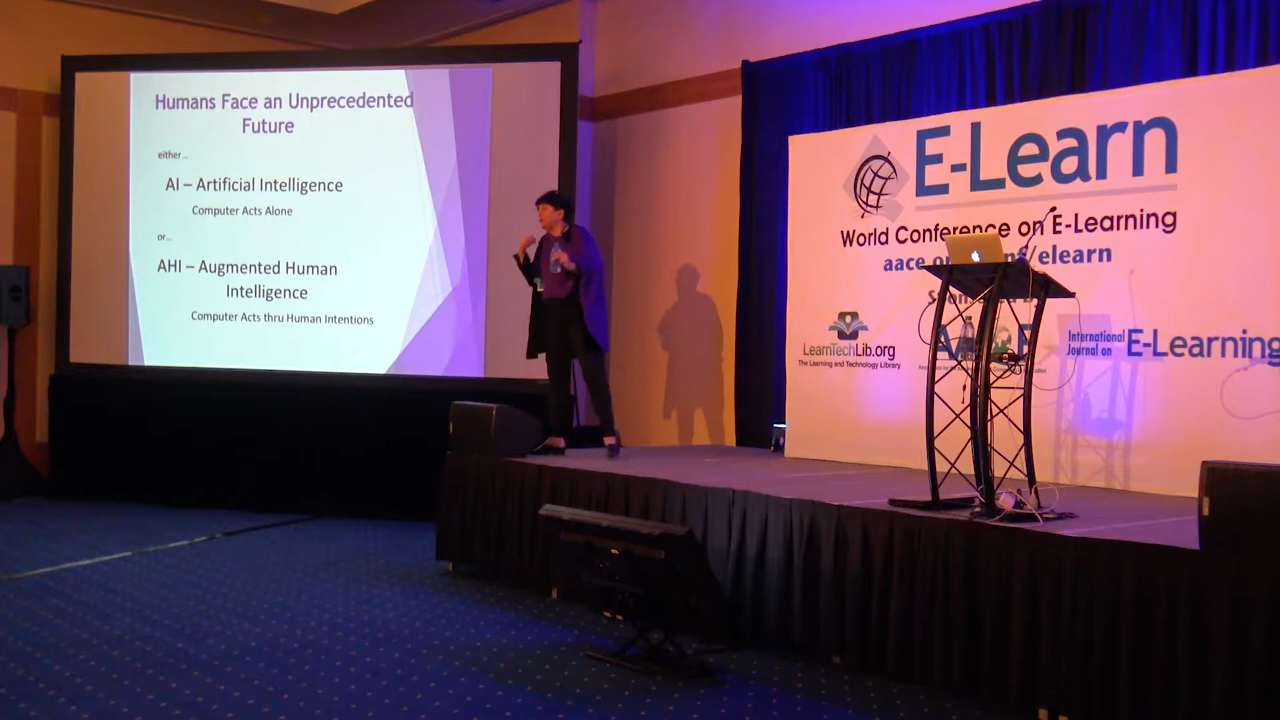 Humans Face an Unprecedented
Future
either...
AI – Artificial Intelligence
Computer Acts Alone
or...
AHI – Augmented Human
Intelligence
Computer Acts thru Human Intentions
E-Learn
World Conference on E-Learning
/elearn
LearnTechLib.org
The Learning and Technology Library
International
Journal on
E-Learning